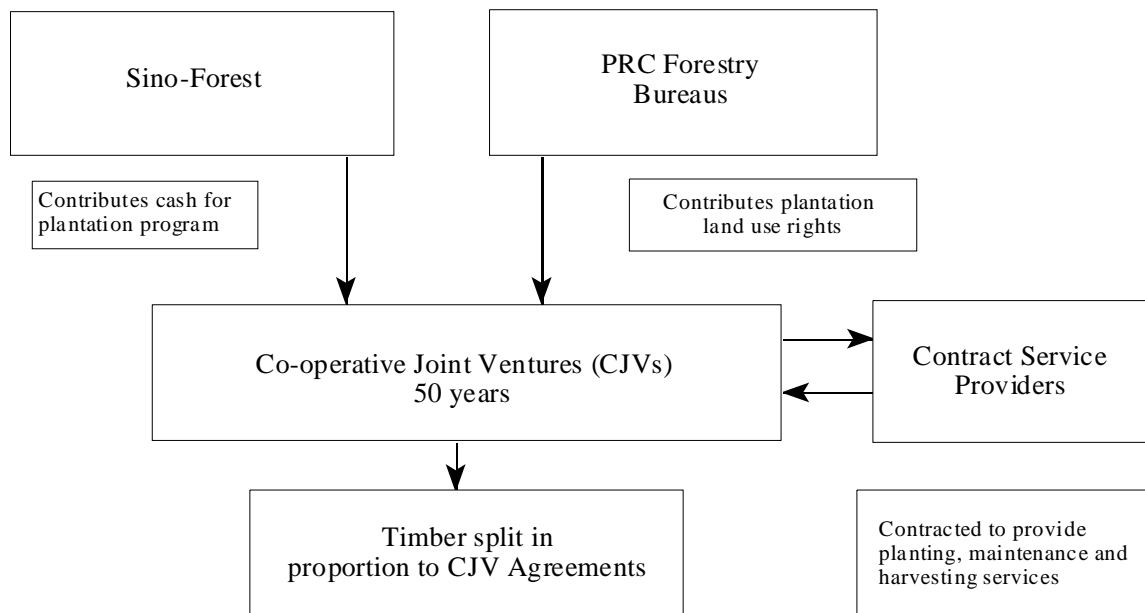 Sino-Forest
PRC Forestry
Bureaus
Contributes cash for
plantation program
Contributes plantation
land use rights
Co-operative Joint Ventures (CJVs)
50 years
Contract Service
Providers
Timber split in
proportion to CJV Agreements
Contracted to provide
planting, maintenance and
harvesting services